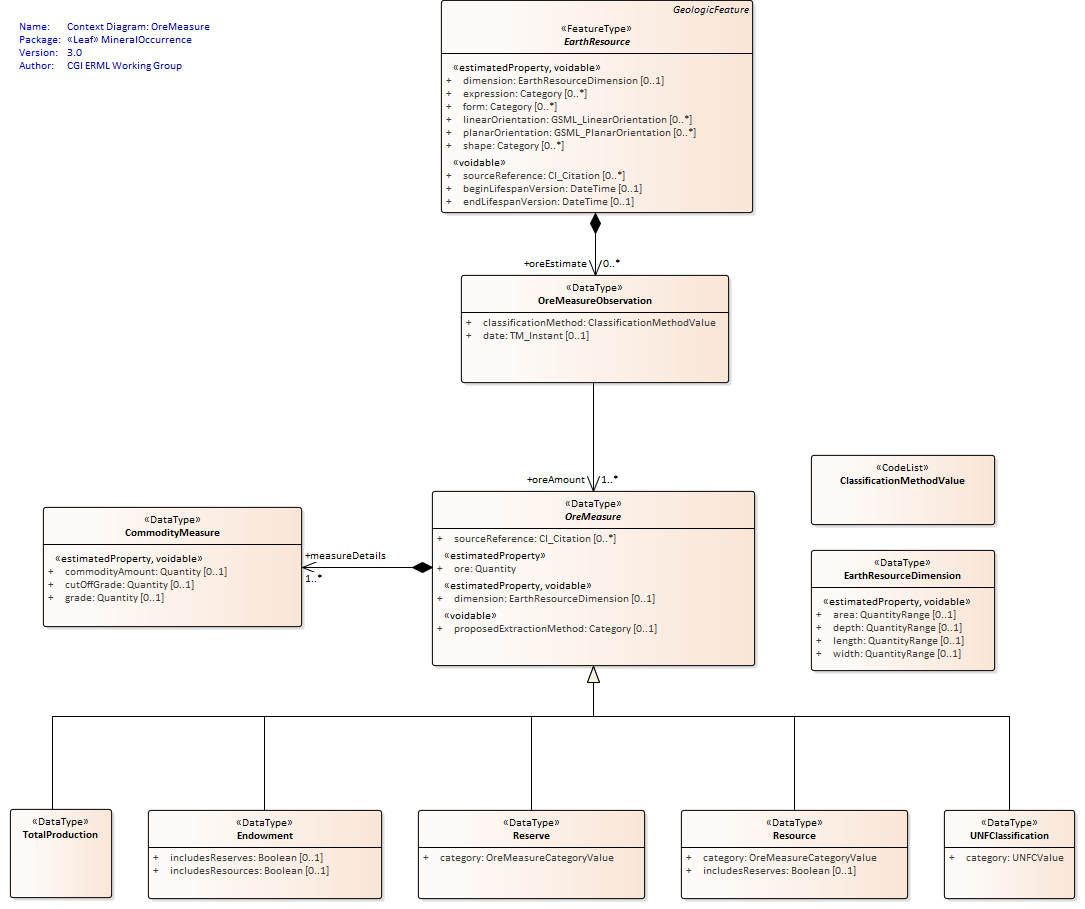 Name: Context Diagram: OreMeasure
Package: «Leaf» MineralOccurrence
Version: 3.0
Author: CGI ERML Working Group
GeologicFeature
«FeatureType»
EarthResource
«estimatedProperty, voidable»
+ dimension: EarthResourceDimension [0..1]
+ expression: Category [0..*]
+ form: Category [0..*]
+ linearOrientation: GSML_LinearOrientation [0..*]
+ planarOrientation: GSML_PlanarOrientation [0..*]
+ shape: Category [0..*]
«voidable»
+ sourceReference: CI_Citation [0..*]
+ beginLifespanVersion: DateTime [0..1]
+ endLifespanVersion: DateTime [0..1]
+oreEstimate 0..*
«DataType»
OreMeasureObservation
+ classificationMethod: ClassificationMethodValue
+ date: TM_Instant [0..1]
+oreAmount 1..*
«CodeList»
ClassificationMethodValue
«DataType»
OreMeasure
+ sourceReference: CI_Citation [0..*]
«estimatedProperty»
+ ore: Quantity
«estimatedProperty, voidable»
+ dimension: EarthResourceDimension [0..1]
«voidable»
+ proposedExtractionMethod: Category [0..1]
+measureDetails
1..*
«DataType»
CommodityMeasure
«estimatedProperty, voidable»
+ commodityAmount: Quantity [0..1]
+ cutOffGrade: Quantity [0..1]
+ grade: Quantity [0..1]
«DataType»
EarthResourceDimension
«estimatedProperty, voidable»
+ area: QuantityRange [0..1]
+ depth: QuantityRange [0..1]
+ length: QuantityRange [0..1]
+ width: QuantityRange [0..1]
«DataType»
TotalProduction
«DataType»
Endowment
+ includesReserves: Boolean [0..1]
+ includesResources: Boolean [0..1]
«DataType»
Reserve
+ category: OreMeasureCategoryValue
«DataType»
Resource
+ category: OreMeasureCategoryValue
+ includesReserves: Boolean [0..1]
«DataType»
UNFClassification
+ category: UNFCValue